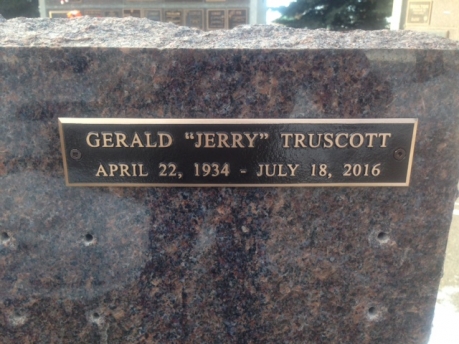 GERALD "JERRY" TRUSCOTT
APRIL 22, 1934 - JULY 18, 2016